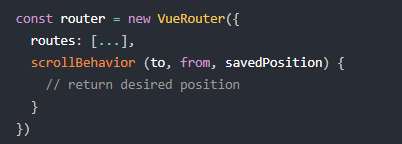 const router = new VueRouter({
  routes: [...],
  scrollBehavior (to, from, savedPosition) {
    // return desired position
  }
})